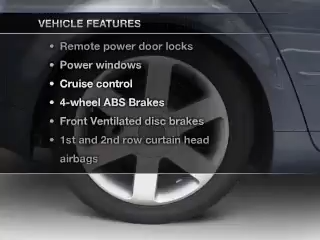 VEHICLE FEATURES
• Remote power door locks
• Power windows
• Cruise control
• 4-wheel ABS Brakes
• Front Ventilated disc brakes
• 1st and 2nd row curtain head
airbags